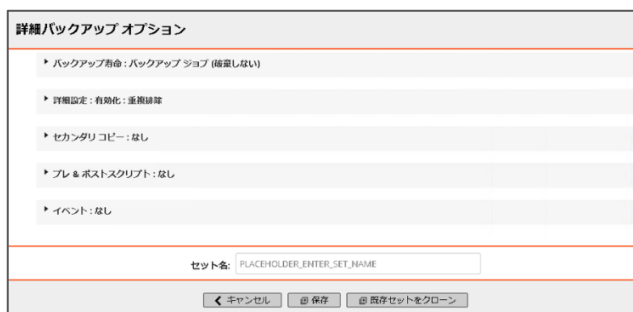 詳細バックアップ オプション
バックアップ寿命 : バックアップ ジョブ (破棄しない)
詳細設定 : 有効化 : 重複排除
セカンダリ コピー : なし
プレ & ポストスクリプト : なし
イベント : なし
セット名: PLACEHOLDER_ENTER_SET_NAME
キャンセル 保存 既存セットをクローン